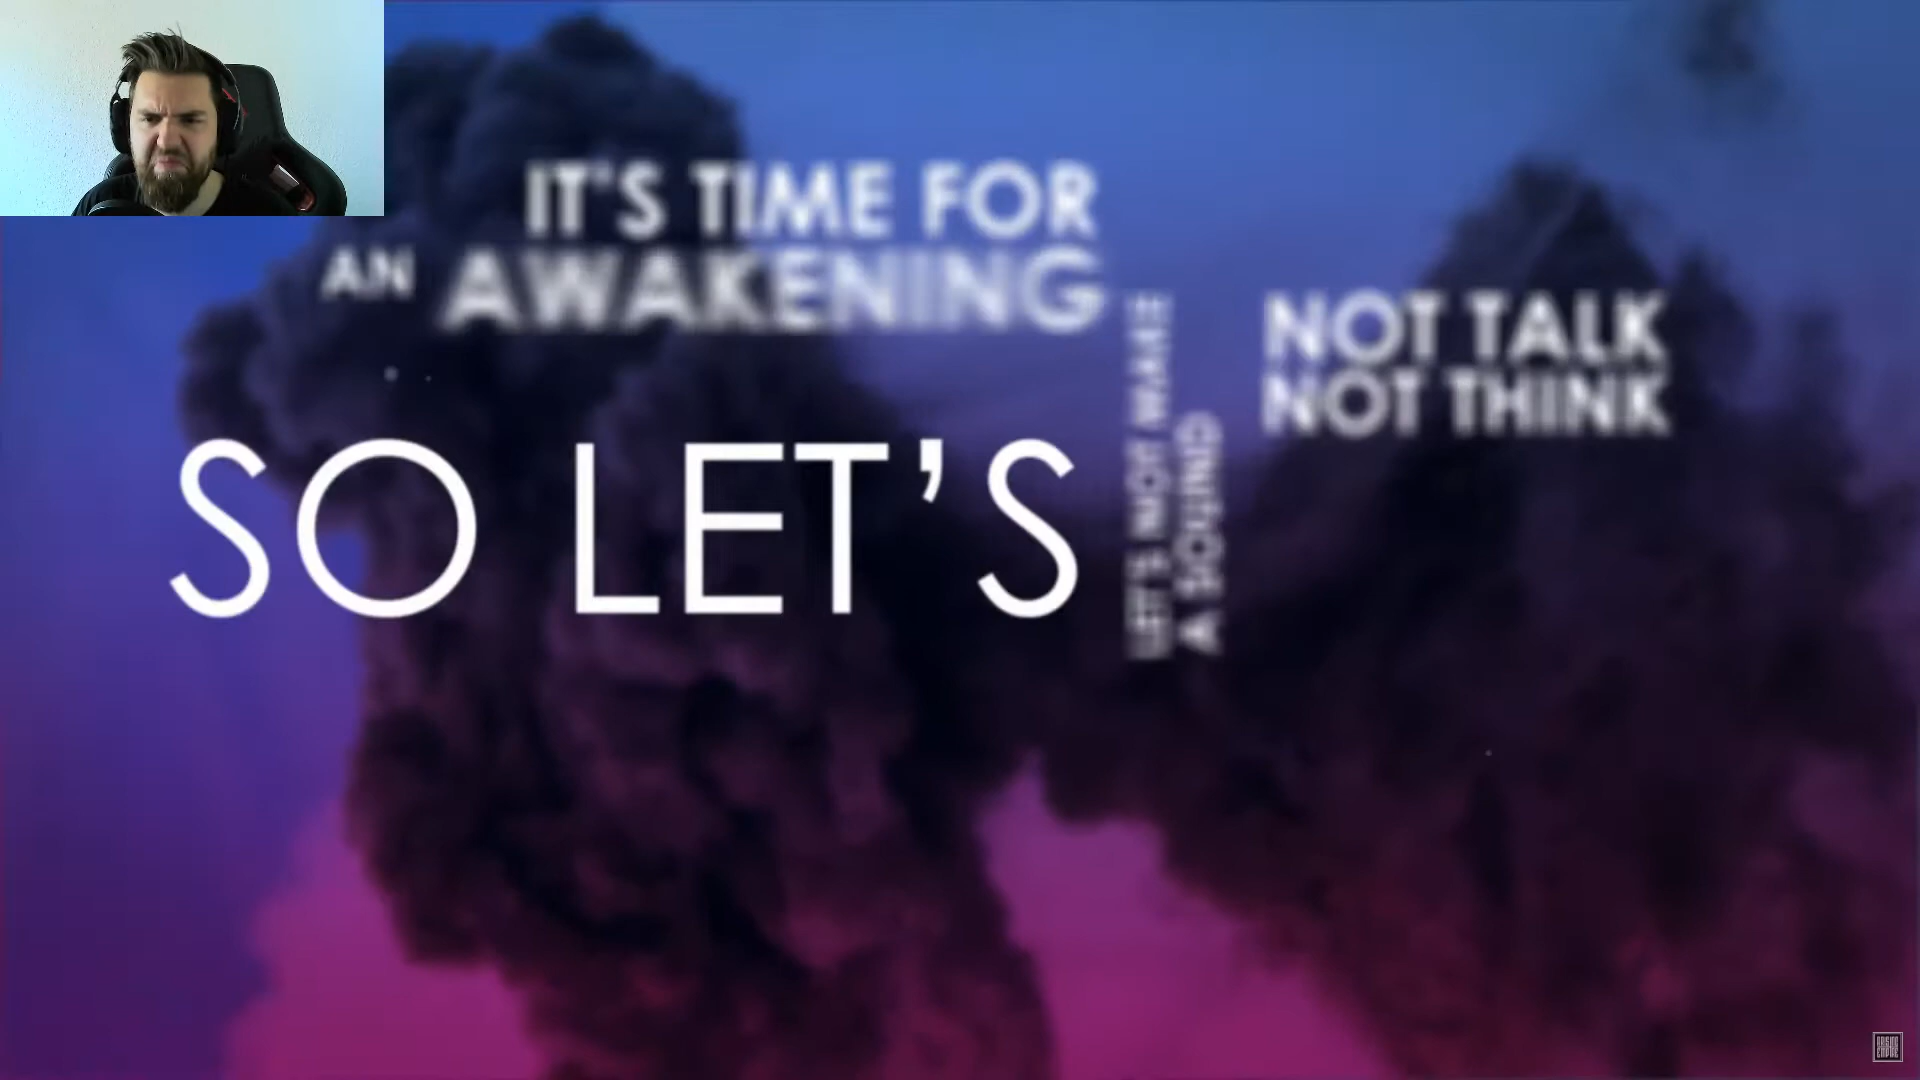 IT'S TIME FOR
AN AWAKENING
SO LET'S
LET'S NOT MAKE
A SOUND
NOT TALK
NOT THINK